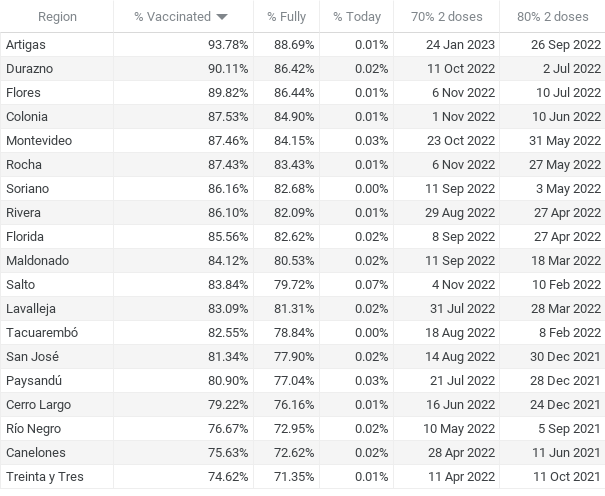 Region % Vaccinated % Fully % Today 70% 2 doses 80% 2 doses
Artigas 93.78% 88.69% 0.01% 24 Jan 2023 26 Sep 2022
Durazno 90.11% 86.42% 0.02% 11 Oct 2022 2 Jul 2022
Flores 89.82% 86.44% 0.01% 6 Nov 2022 10 Jul 2022
Colonia 87.53% 84.90% 0.01% 1 Nov 2022 10 Jun 2022
Montevideo 87.46% 84.15% 0.03% 23 Oct 2022 31 May 2022
Rocha 87.43% 83.43% 0.01% 6 Nov 2022 27 May 2022
Soriano 86.16% 82.68% 0.00% 11 Sep 2022 3 May 2022
Rivera 86.10% 82.09% 0.01% 29 Aug 2022 27 Apr 2022
Florida 85.56% 82.62% 0.02% 8 Sep 2022 27 Apr 2022
Maldonado 84.12% 80.53% 0.02% 11 Sep 2022 18 Mar 2022
Salto 83.84% 79.72% 0.07% 4 Nov 2022 10 Feb 2022
Lavalleja 83.09% 81.31% 0.02% 31 Jul 2022 28 Mar 2022
Tacuarembó 82.55% 78.84% 0.00% 18 Aug 2022 8 Feb 2022
San José 81.34% 77.90% 0.02% 14 Aug 2022 30 Dec 2021
Paysandú 80.90% 77.04% 0.03% 21 Jul 2022 28 Dec 2021
Cerro Largo 79.22% 76.16% 0.01% 16 Jun 2022 24 Dec 2021
Río Negro 76.67% 72.95% 0.02% 10 May 2022 5 Sep 2021
Canelones 75.63% 72.62% 0.02% 28 Apr 2022 11 Jun 2021
Treinta y Tres 74.62% 71.35% 0.01% 11 Apr 2022 11 Oct 2021